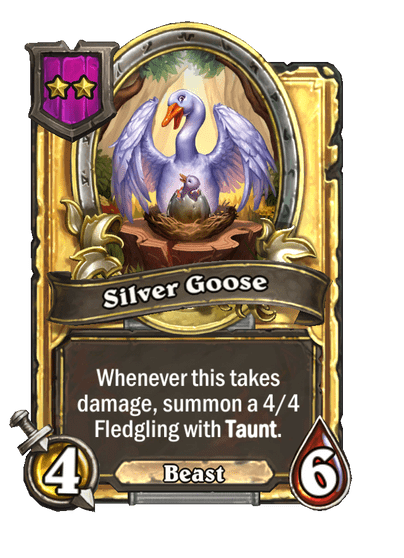 Silver Goose
Whenever this takes
damage, summon a 4/4
Fledgling with Taunt.
4
Beast
6